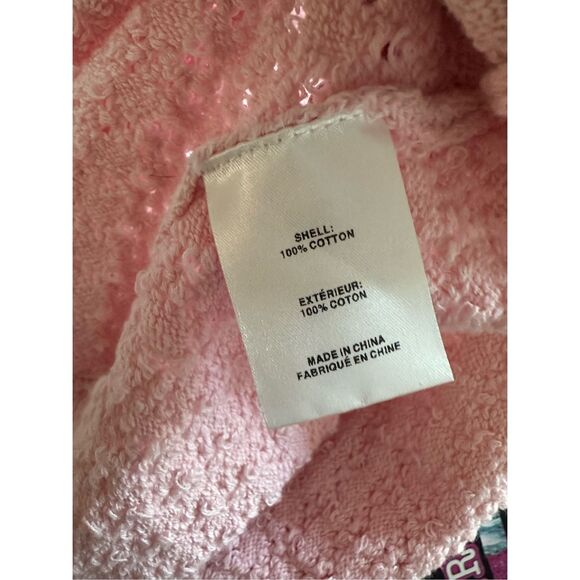 SHELL:
100% COTTON
EXTÉRIEUR:
100% COTON
MADE IN CHINA
FABRIQUÉ EN CHINE
R